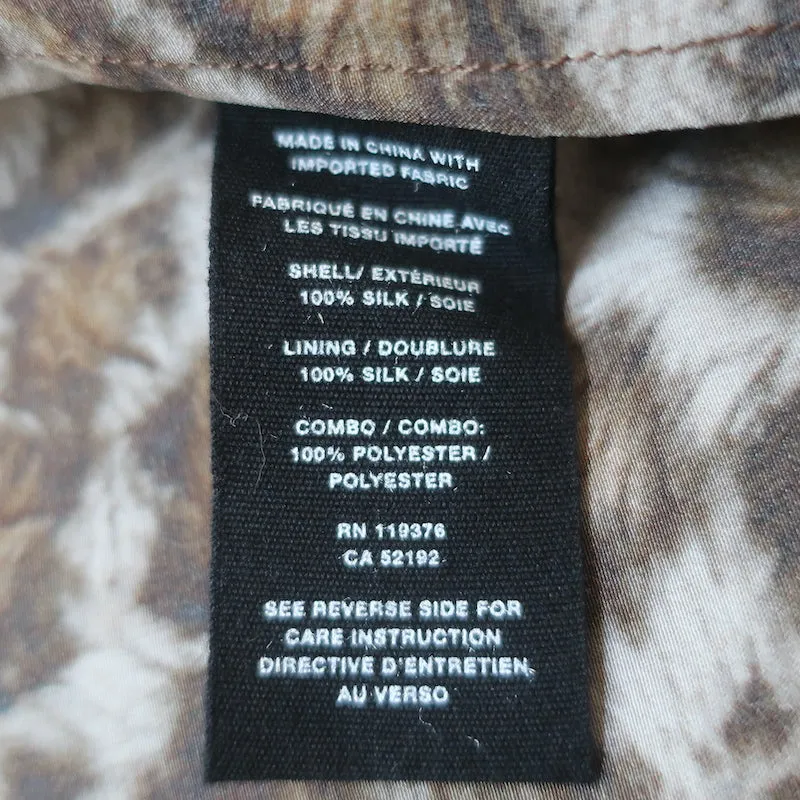 MADE IN CHINA WITH
IMPORTED FABRIC
FABRIQUÉ EN CHINE AVEC
LES TISSU IMPORTÉ
SHELL/ EXTÉRIEUR
100% SILK / SOIE
LINING / DOUBLURE
100% SILK / SOIE
COMBO / COMBO:
100% POLYESTER /
POLYESTER
RN 119376
CA 52192
SEE REVERSE SIDE FOR
CARE INSTRUCTION
DIRECTIVE D'ENTRETIEN
AU VERSO